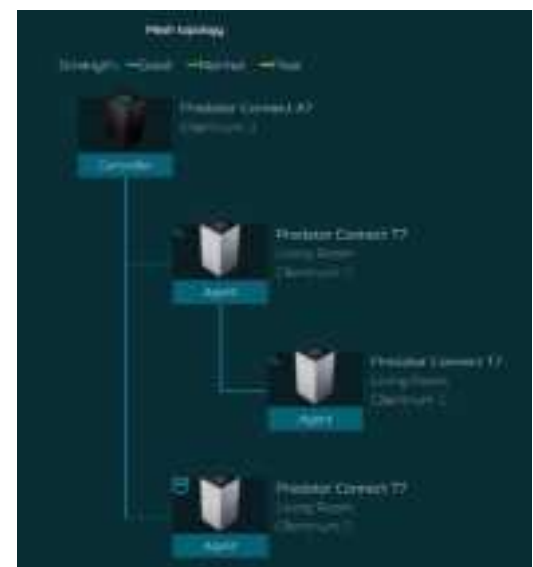 Mesh topology
Strength: Good Normal Poor
Predator Connect
Controller
Predator Connect T7
Living Room
Agent
Predator Connect T7
Living Room
Agent
Predator Connect T7
Living Room
Agent